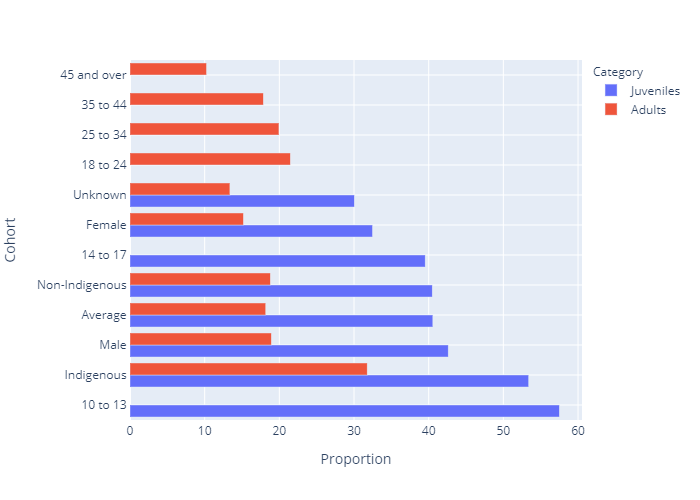 45 and over
35 to 44
25 to 34
18 to 24
Unknown
Female
14 to 17
Non-Indigenous
Average
Male
Indigenous
10 to 13
0 10 20 30 40 50 60
Proportion
Cohort
Category
Juveniles
Adults